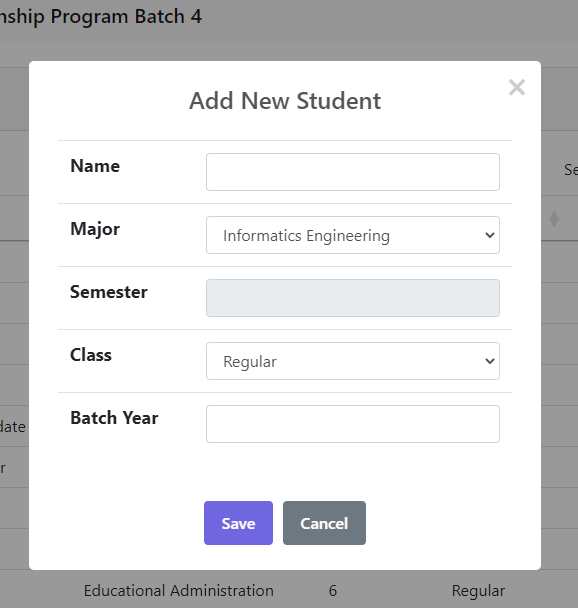 nship Program Batch 4
Add New Student
×
Se
Name
Major Informatics Engineering
Semester
Class Regular
Batch Year
date
r
Save Cancel
Educational Administration 6 Regular